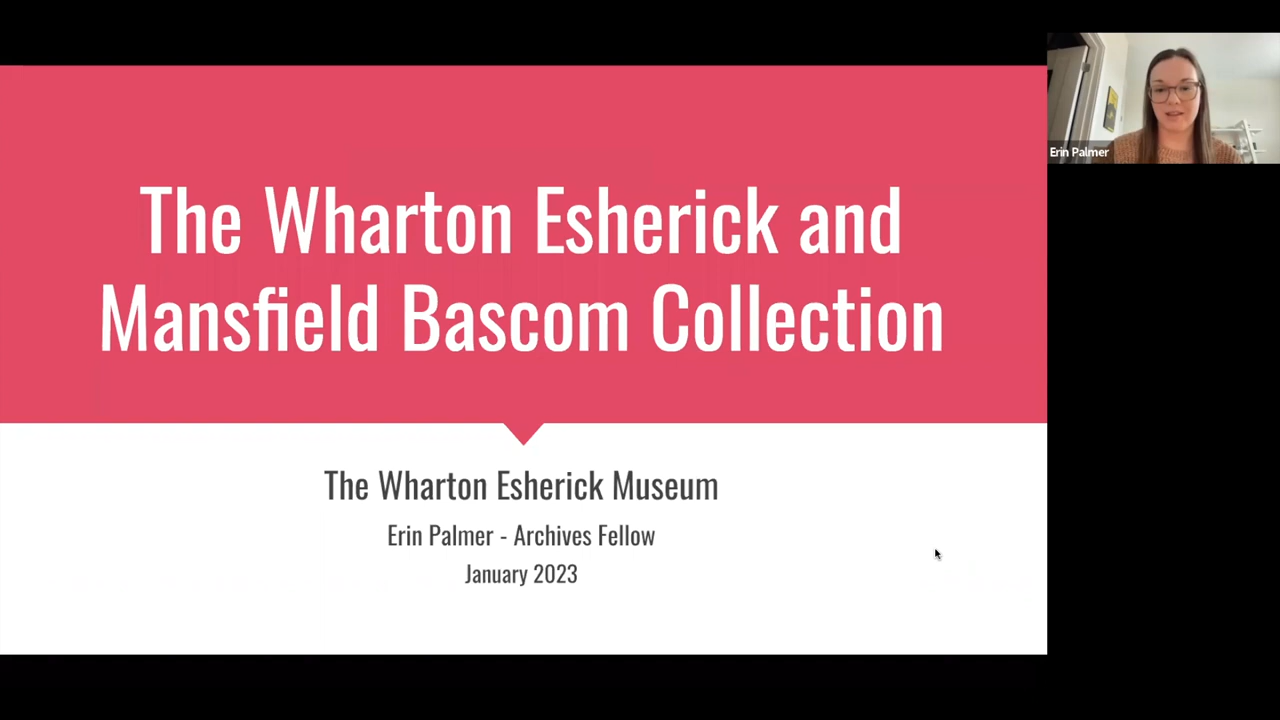 The Wharton Esherick and
Mansfield Bascom Collection
The Wharton Esherick Museum
Erin Palmer - Archives Fellow
January 2023
Erin Palmer